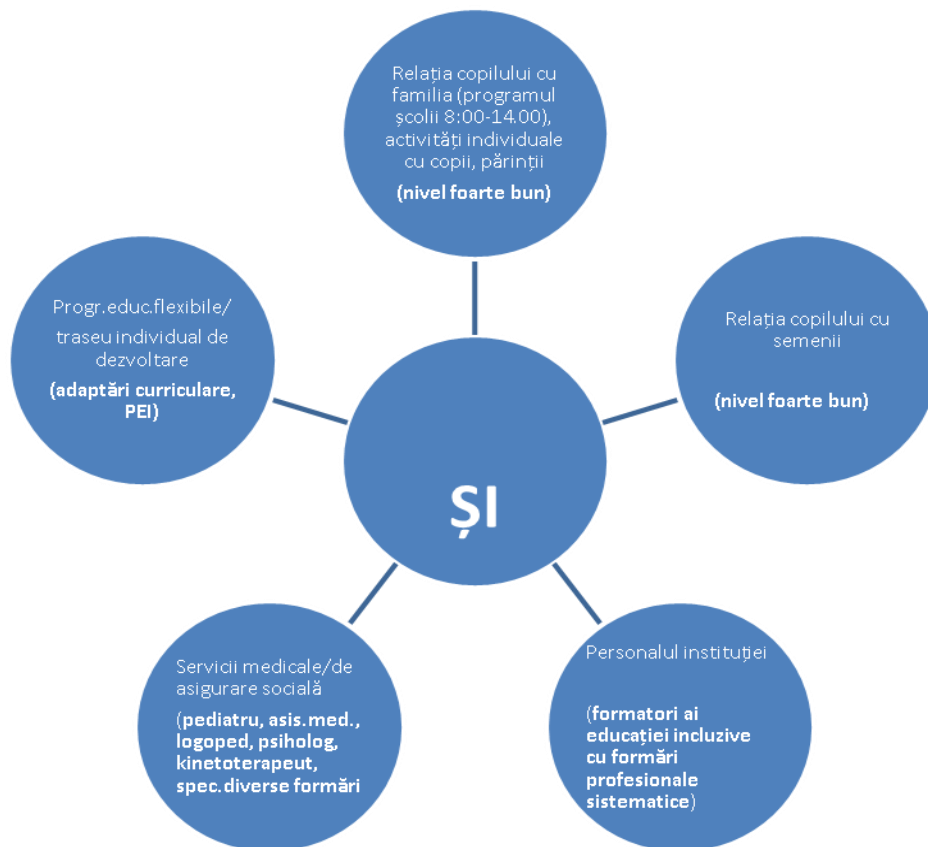 Relația copilului cu
familia (programul
școlii 8:00-14.00),
activități individuale
cu copii, părinții
(nivel foarte bun)
Progr.educ.flexibile/
traseu individual de
dezvoltare
(adaptări curriculare,
PEI)
Relația copilului cu
semenii
(nivel foarte bun)
ȘI
Servicii medicale/de
asigurare socială
(pediatru, asis.med.,
logoped, psiholog,
kinetoterapeut,
spec.diverse formări
Personalul instituției
(formatori ai
educației incluzive
cu formări
profesionale
sistematice)